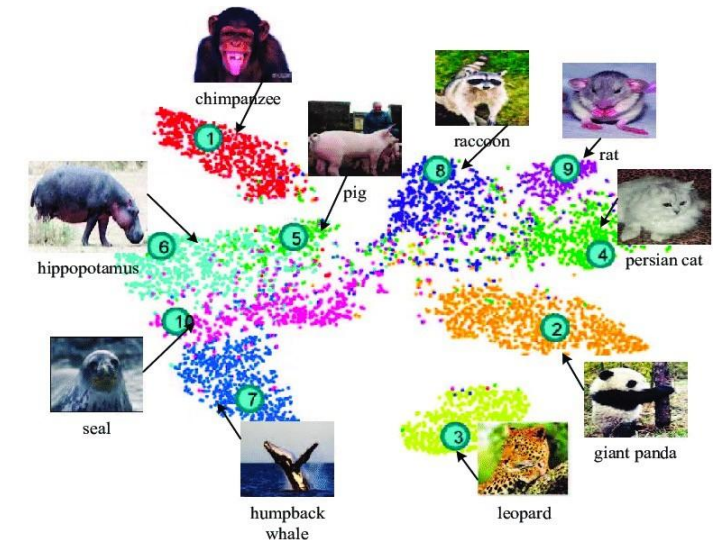 chimpanzee
1
pig
raccoon
8
9
rat
hippopotamus
6
5
4
persian cat
10
2
seal
7
3
giant panda
humpback
whale
leopard